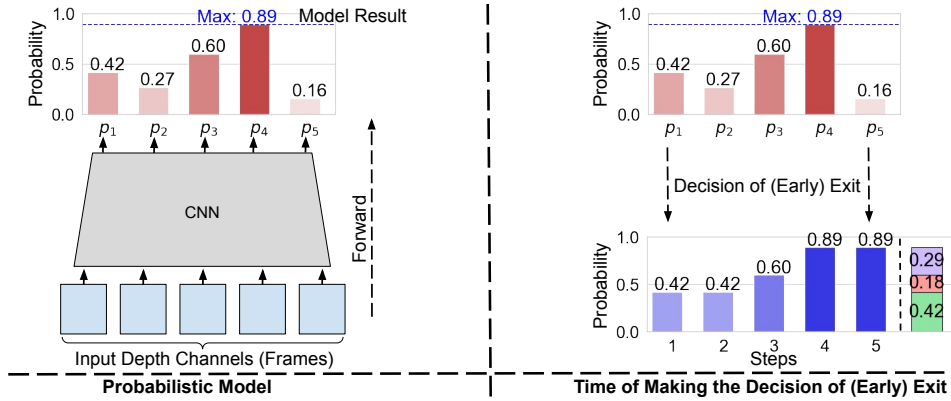 Max: 0.89 Model Result
Probability
1.0
0.5
0.0
0.42
0.27
0.60
0.16
p1 p2 p3 p4 p5
CNN
Forward
Input Depth Channels (Frames)
Probabilistic Model
Max: 0.89
Probability
1.0
0.5
0.0
0.42
0.27
0.60
0.16
p1 p2 p3 p4 p5
Decision of (Early) Exit
Probability
1.0
0.5
0.0
0.42
0.42
0.60
0.89
0.89
0.29
0.18
0.42
1 2 3 4 5
Steps
Time of Making the Decision of (Early) Exit